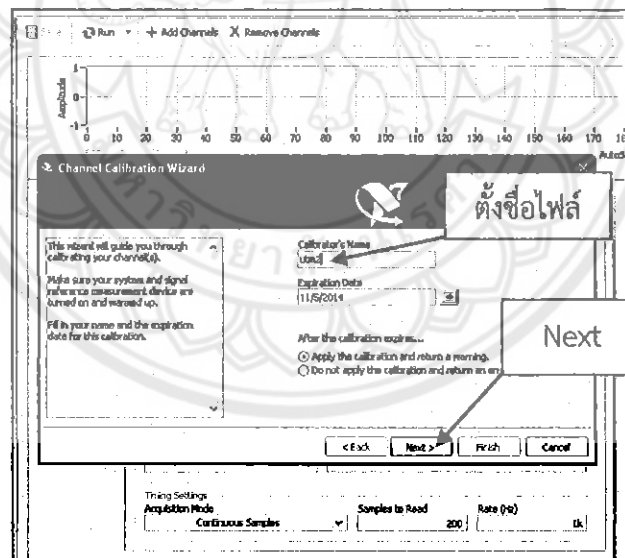 Run + Add Channels X Remove Channels
Amplitude
1
0
-1
0 10 20 30 40 50 60 70 80 90 100 110 120 130 140 150 160 170
Channel Calibration Wizard
ตั้งชื่อไฟล์
This wizard will guide you through
calibrating your channel(s).
Make sure your system and signal
reference measurement device are
turned on and warmed up.
Fill in your name and the expiration
date for this calibration.
Calibrator's Name
Expiration Date
11/5/2014
After the calibration expires...
Apply the calibration and return a warning.
Do not apply the calibration and return an
Next
< Back Next > Finish Cancel
Timing Settings
Acquisition Mode Samples to Read Rate (Hz)
Continuous Samples 200 1k